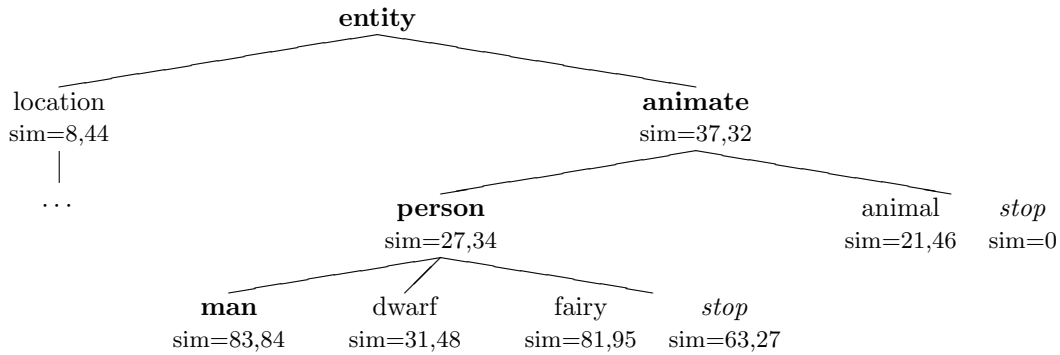 entity
location animate
sim=8,44 sim=37,32
...
person animal stop
sim=27,34 sim=21,46 sim=0
man dwarf fairy stop
sim=83,84 sim=31,48 sim=81,95 sim=63,27